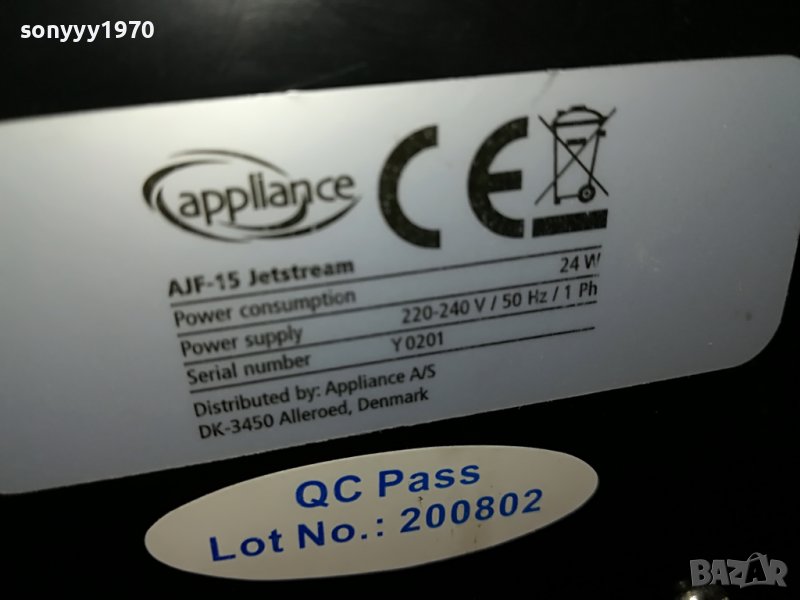 sonyyy1970
appliance
CE
AJF-15 Jetstream
Power consumption 24 W
Power supply 220-240 V / 50 Hz / 1 Ph
Serial number Y0201
Distributed by: Appliance A/S
DK-3450 Alleroed, Denmark
QC Pass
Lot No.: 200802
BAZAR